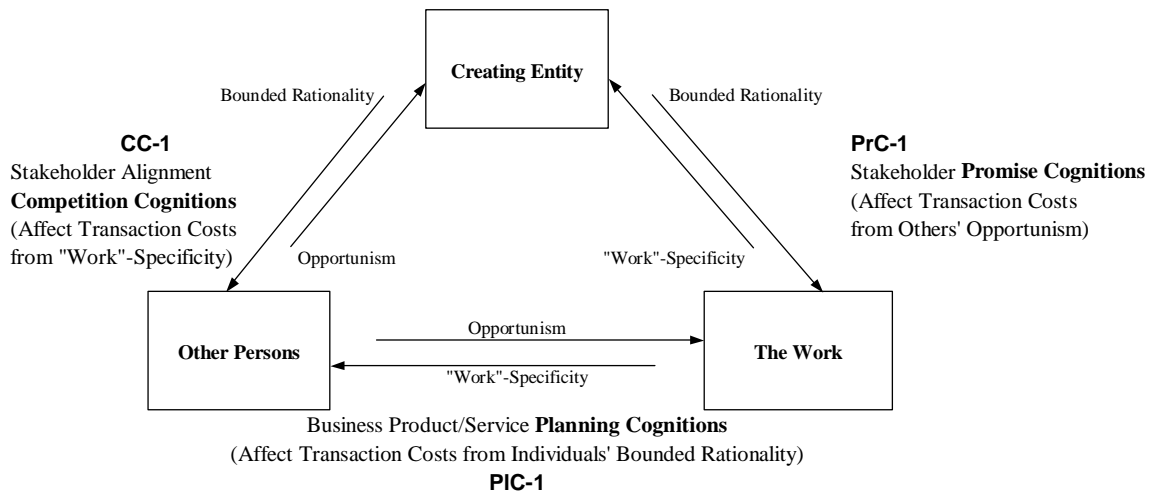 Creating Entity
Bounded Rationality
Bounded Rationality
CC-1
Stakeholder Alignment
Competition Cognitions
(Affect Transaction Costs
from "Work"-Specificity)
PrC-1
Stakeholder Promise Cognitions
(Affect Transaction Costs
from Others' Opportunism)
Opportunism
"Work"-Specificity
Other Persons
Opportunism
"Work"-Specificity
The Work
Business Product/Service Planning Cognitions
(Affect Transaction Costs from Individuals' Bounded Rationality)
PlC-1